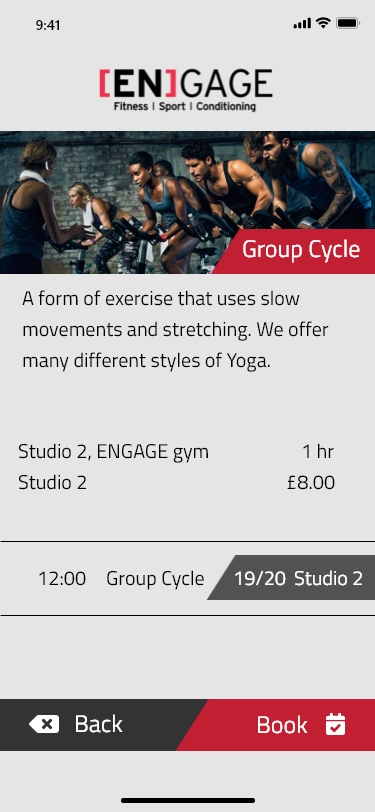 9:41
[EN]GAGE
Fitness | Sport | Conditioning
Group Cycle
A form of exercise that uses slow
movements and stretching. We offer
many different styles of Yoga.
Studio 2, ENGAGE gym 1 hr
Studio 2 £8.00
12:00 Group Cycle 19/20 Studio 2
Back Book